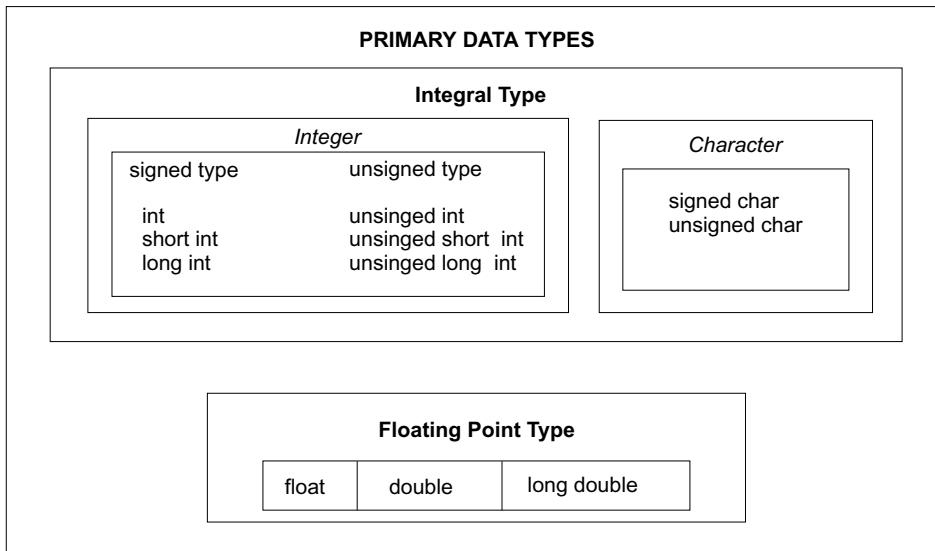 PRIMARY DATA TYPES
Integral Type
Integer
signed type unsigned type
int unsinged int
short int unsinged short int
long int unsinged long int
Character
signed char
unsigned char
Floating Point Type
float double long double